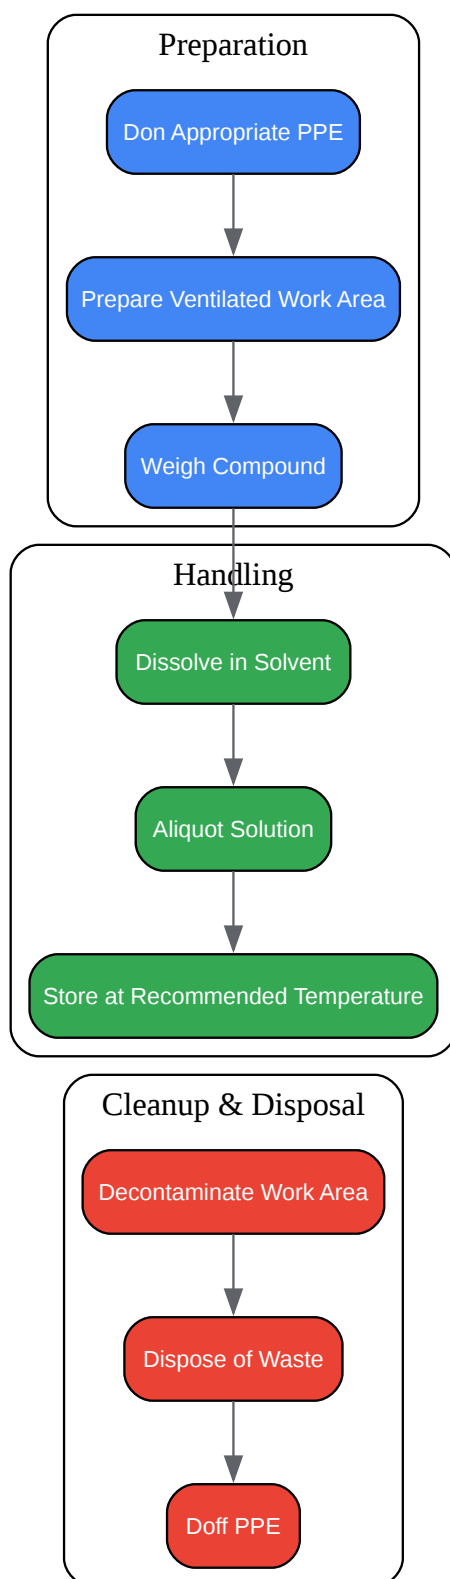 Preparation
Don Appropriate PPE
Prepare Ventilated Work Area
Weigh Compound
Handling
Dissolve in Solvent
Aliquot Solution
Store at Recommended Temperature
Cleanup & Disposal
Decontaminate Work Area
Dispose of Waste
Doff PPE